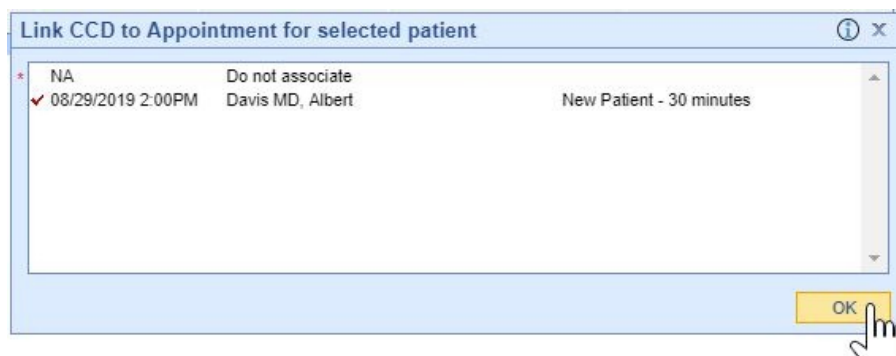 Link CCD to Appointment for selected patient
* NA Do not associate
08/29/2019 2:00PM Davis MD, Albert New Patient - 30 minutes
OK